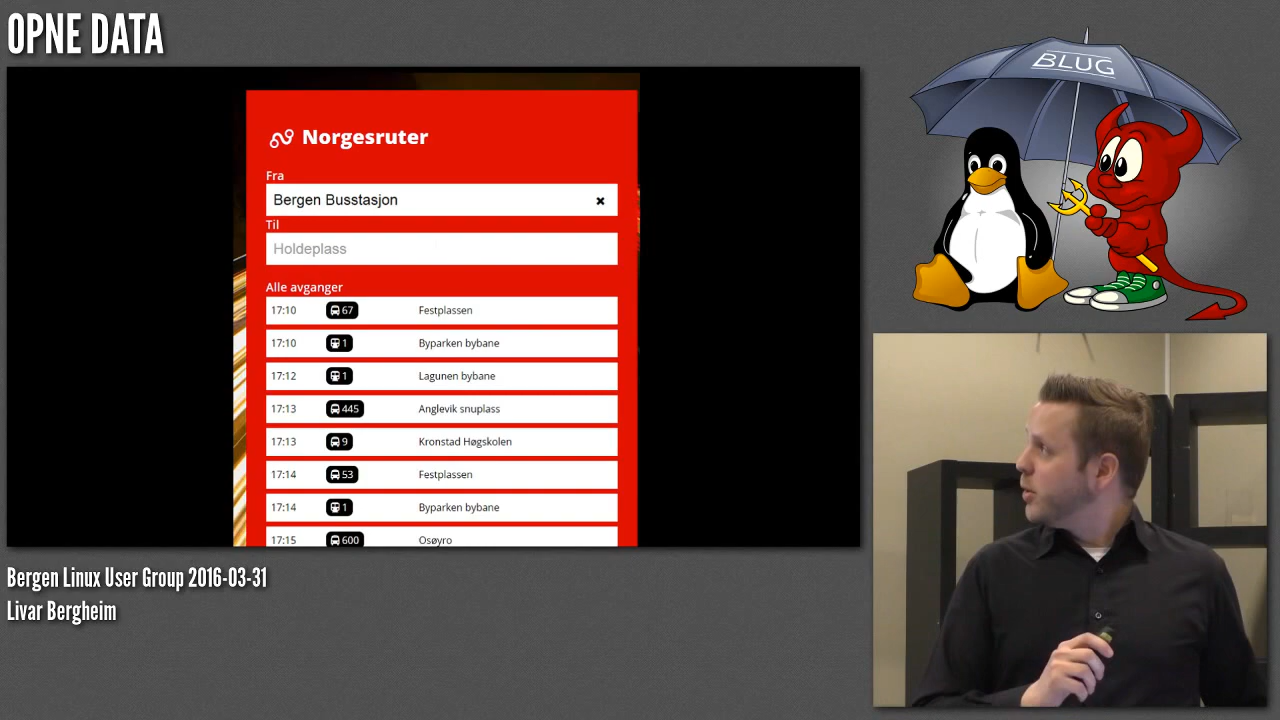 OPNE DATA
BLUG
Norgesruter
Fra
Bergen Busstasjon
Til
Holdeplass
Alle avganger
17:10 67 Festplassen
17:10 1 Byparken bybane
17:12 1 Lagunen bybane
17:13 445 Anglevik snuplass
17:13 9 Kronstad Høgskolen
17:14 53 Festplassen
17:14 1 Byparken bybane
17:15 600 Osøyro
Bergen Linux User Group 2016-03-31
Livar Bergheim